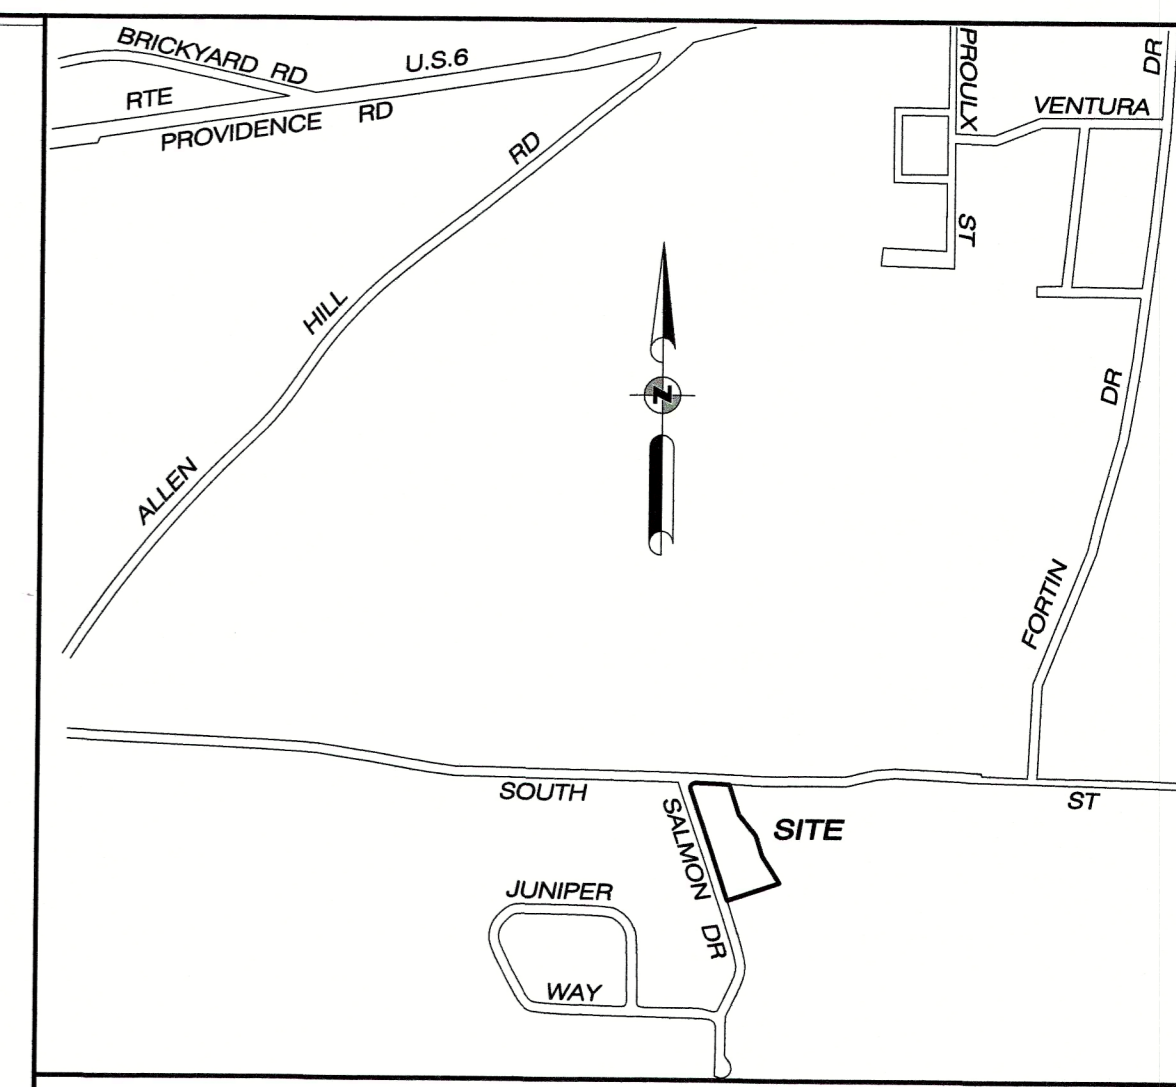 BRICKYARD RD
RTE U.S.6
PROVIDENCE RD
PROULX ST
VENTURA DR
ALLEN HILL RD
N
FORTIN DR
SOUTH ST
SALMON DR
SITE
JUNIPER WAY